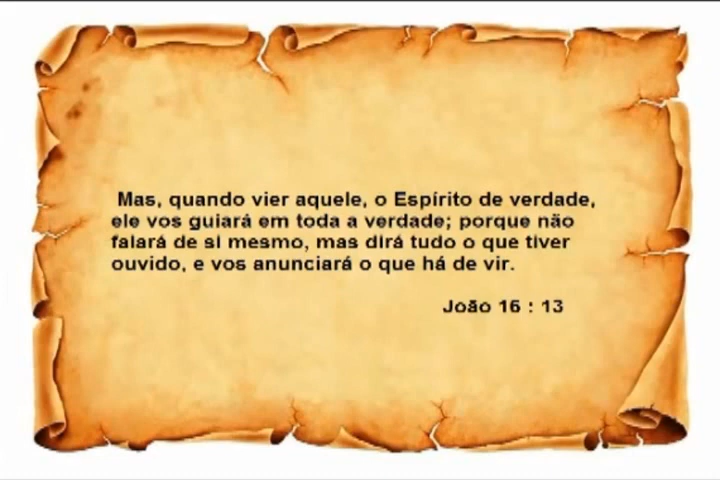 Mas, quando vier aquele, o Espírito de verdade,
ele vos guiará em toda a verdade; porque não
falará de si mesmo, mas dirá tudo o que tiver
ouvido, e vos anunciará o que há de vir.
João 16 : 13